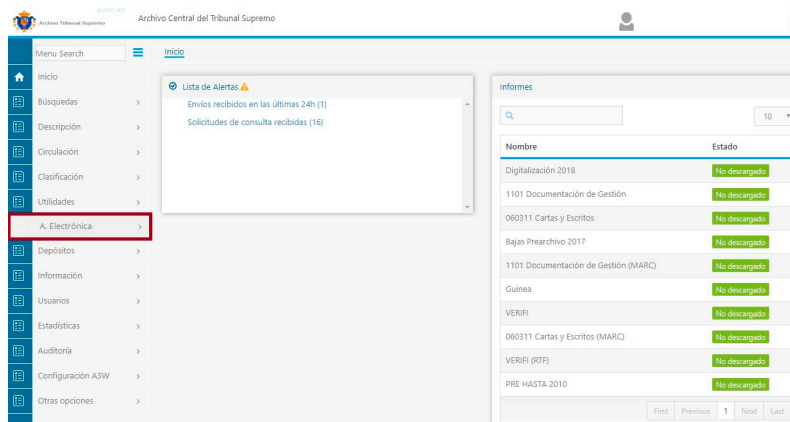 A3W-AE
Archivo Tribunal Supremo
Archivo Central del Tribunal Supremo
Menu Search
Inicio
Inicio
Búsquedas
Descripción
Circulación
Clasificación
Utilidades
A. Electrónica
Depósitos
Información
Usuarios
Estadísticas
Auditoría
Configuración A3W
Otras opciones
Lista de Alertas
Envíos recibidos en las últimas 24h (1)
Solicitudes de consulta recibidas (16)
Informes
10
Nombre Estado
Digitalización 2018 No descargado
1101 Documentación de Gestión No descargado
060311 Cartas y Escritos No descargado
Bajas Prearchivo 2017 No descargado
1101 Documentación de Gestión (MARC) No descargado
Guinea No descargado
VERIFI No descargado
060311 Cartas y Escritos (MARC) No descargado
VERIFI (RTF) No descargado
PRE HASTA 2010 No descargado
First Previous 1 Next Last